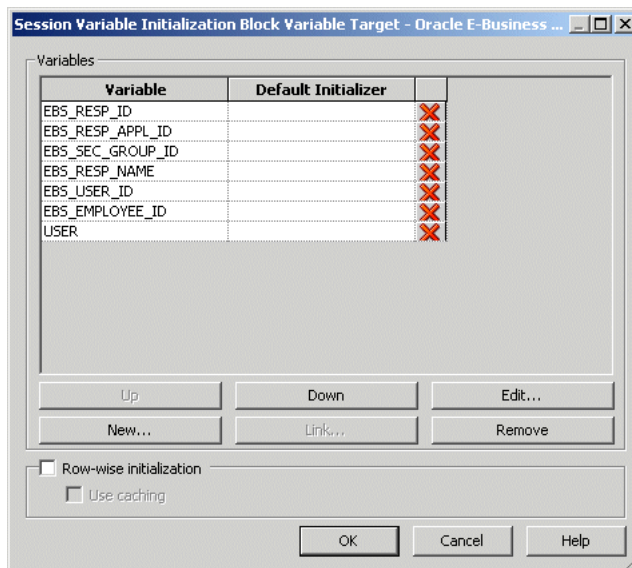 Session Variable Initialization Block Variable Target - Oracle E-Business ...
Variables
Variable Default Initializer
EBS_RESP_ID
EBS_RESP_APPL_ID
EBS_SEC_GROUP_ID
EBS_RESP_NAME
EBS_USER_ID
EBS_EMPLOYEE_ID
USER
Up Down Edit...
New... Link... Remove
Row-wise initialization
Use caching
OK Cancel Help